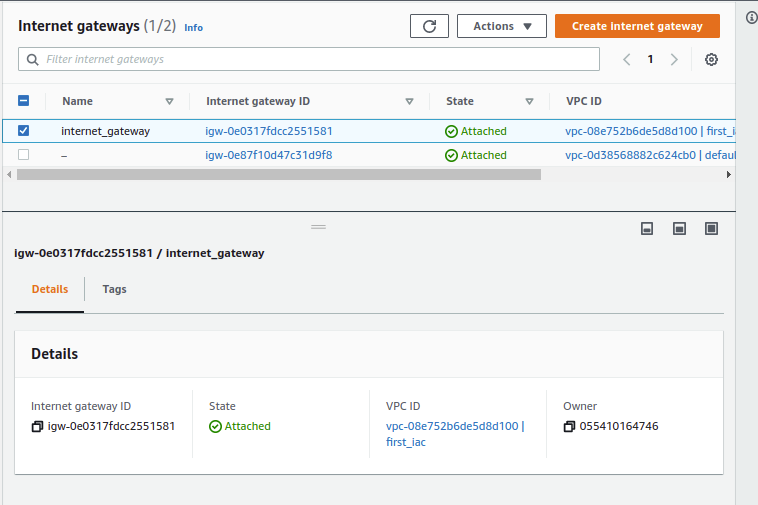 Internet gateways (1/2) Info
Actions
Create internet gateway
Filter internet gateways
1
Name Internet gateway ID State VPC ID
internet_gateway igw-0e0317fdcc2551581 Attached vpc-08e752b6de5d8d100 | first_ia
– igw-0e87f10d47c31d9f8 Attached vpc-0d38568882c624cb0 | defau
igw-0e0317fdcc2551581 / internet_gateway
Details Tags
Details
Internet gateway ID State VPC ID Owner
igw-0e0317fdcc2551581 Attached vpc-08e752b6de5d8d100 | 055410164746
first_iac